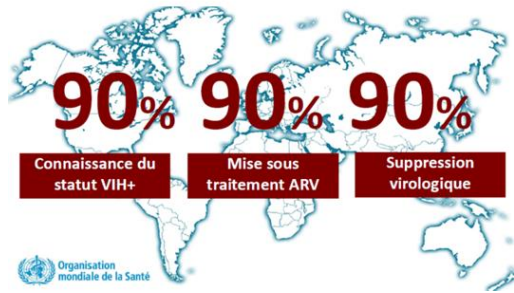 90% 90% 90%
Connaissance du
statut VIH+
Mise sous
traitement ARV
Suppression
virologique
Organisation
mondiale de la Santé